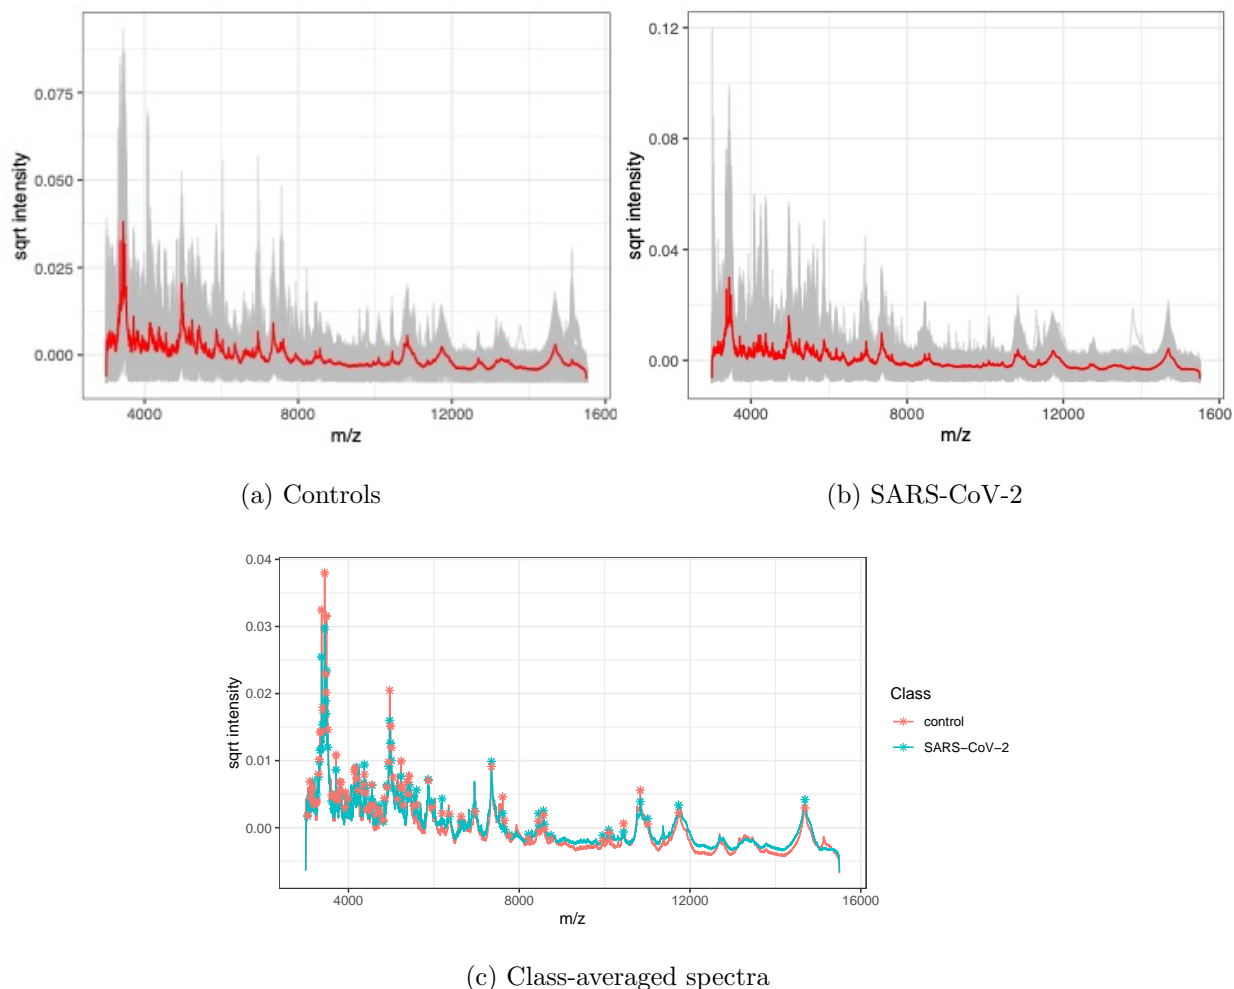 0.075
0.050
0.025
0.000
sqrt intensity
4000 8000 12000 1600
m/z
(a) Controls
0.12
0.08
0.04
0.00
sqrt intensity
4000 8000 12000 1600
m/z
(b) SARS-CoV-2
0.04
0.03
0.02
0.01
0.00
sqrt intensity
4000 8000 12000 16000
m/z
Class
control
SARS−CoV−2
(c) Class-averaged spectra